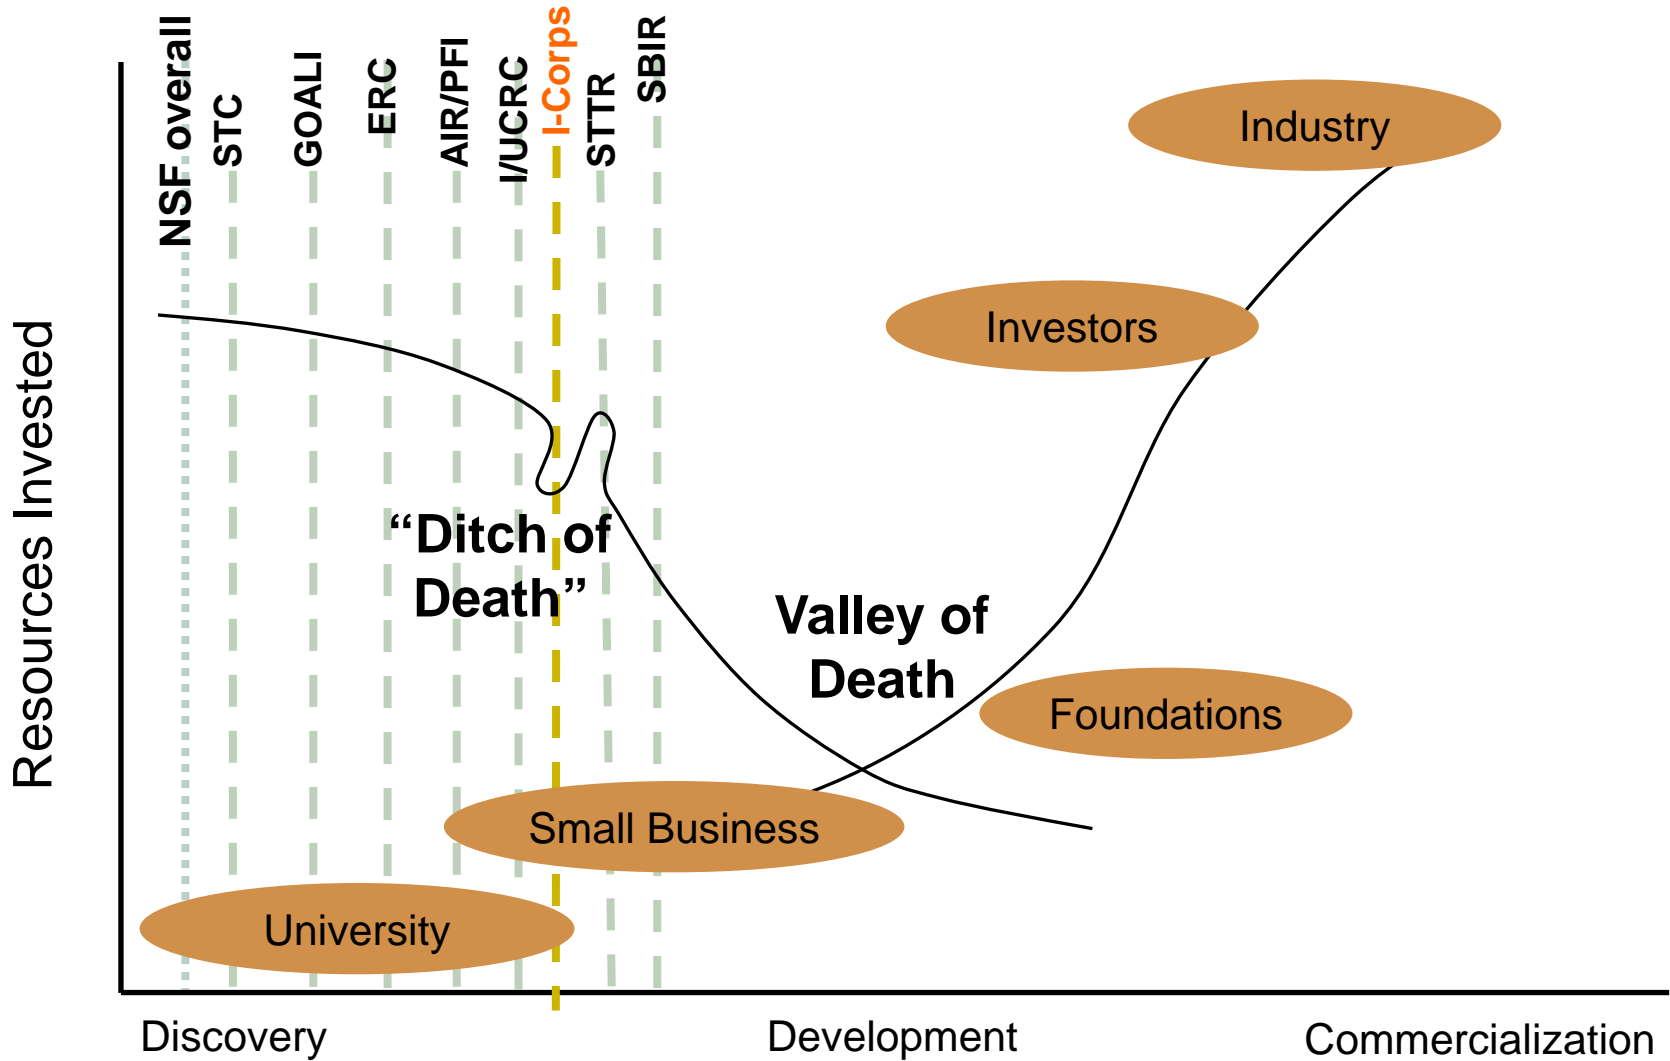 NSF overall
STC
GOALI
ERC
AIR/PFI
I/UCRC
I-Corps
STTR
SBIR
Industry
Investors
Resources Invested
“Ditch of
Death”
Valley of
Death
Foundations
Small Business
University
Discovery
Development
Commercialization